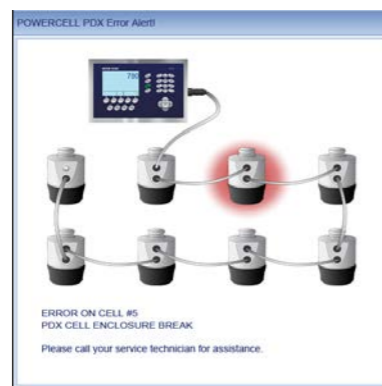 POWERCELL PDX Error Alert!
780
ERROR ON CELL #5
PDX CELL ENCLOSURE BREAK
Please call your service technician for assistance.